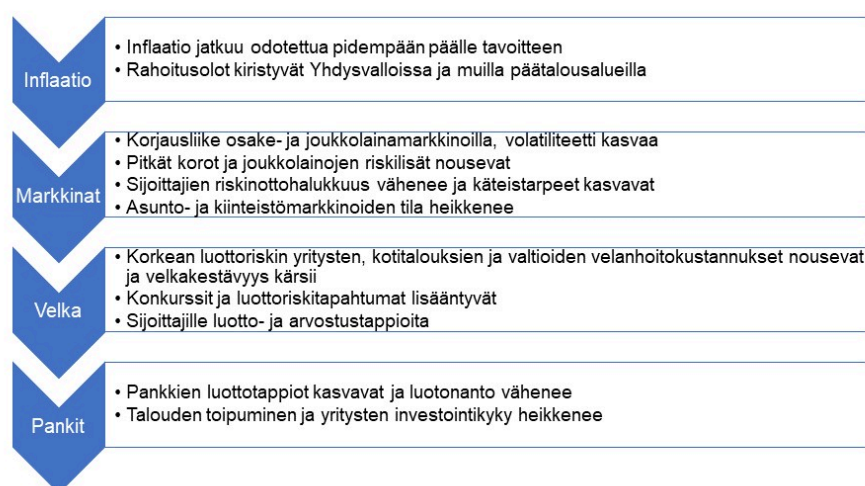 Inflaatio
• Inflaatio jatkuu odotettua pidempään päälle tavoitteen
• Rahoitusolot kiristyvät Yhdysvalloissa ja muilla päätalousalueilla
Markkinat
• Korjausliike osake- ja joukkolainamarkkinoilla, volatiliteetti kasvaa
• Pitkät korot ja joukkolainojen riskilisät nousevat
• Sijoittajien riskinottohalukkuus vähenee ja käteistarpeet kasvavat
• Asunto- ja kiinteistömarkkinoiden tila heikkenee
Velka
• Korkean luottoriskin yritysten, kotitalouksien ja valtioiden velanhoitokustannukset nousevat
ja velkakestävyys kärsii
• Konkurssit ja luottoriskitapahtumat lisääntyvät
• Sijoittajille luotto- ja arvostustappioita
Pankit
• Pankkien luottotappiot kasvavat ja luotonanto vähenee
• Talouden toipuminen ja yritysten investointikyky heikkenee